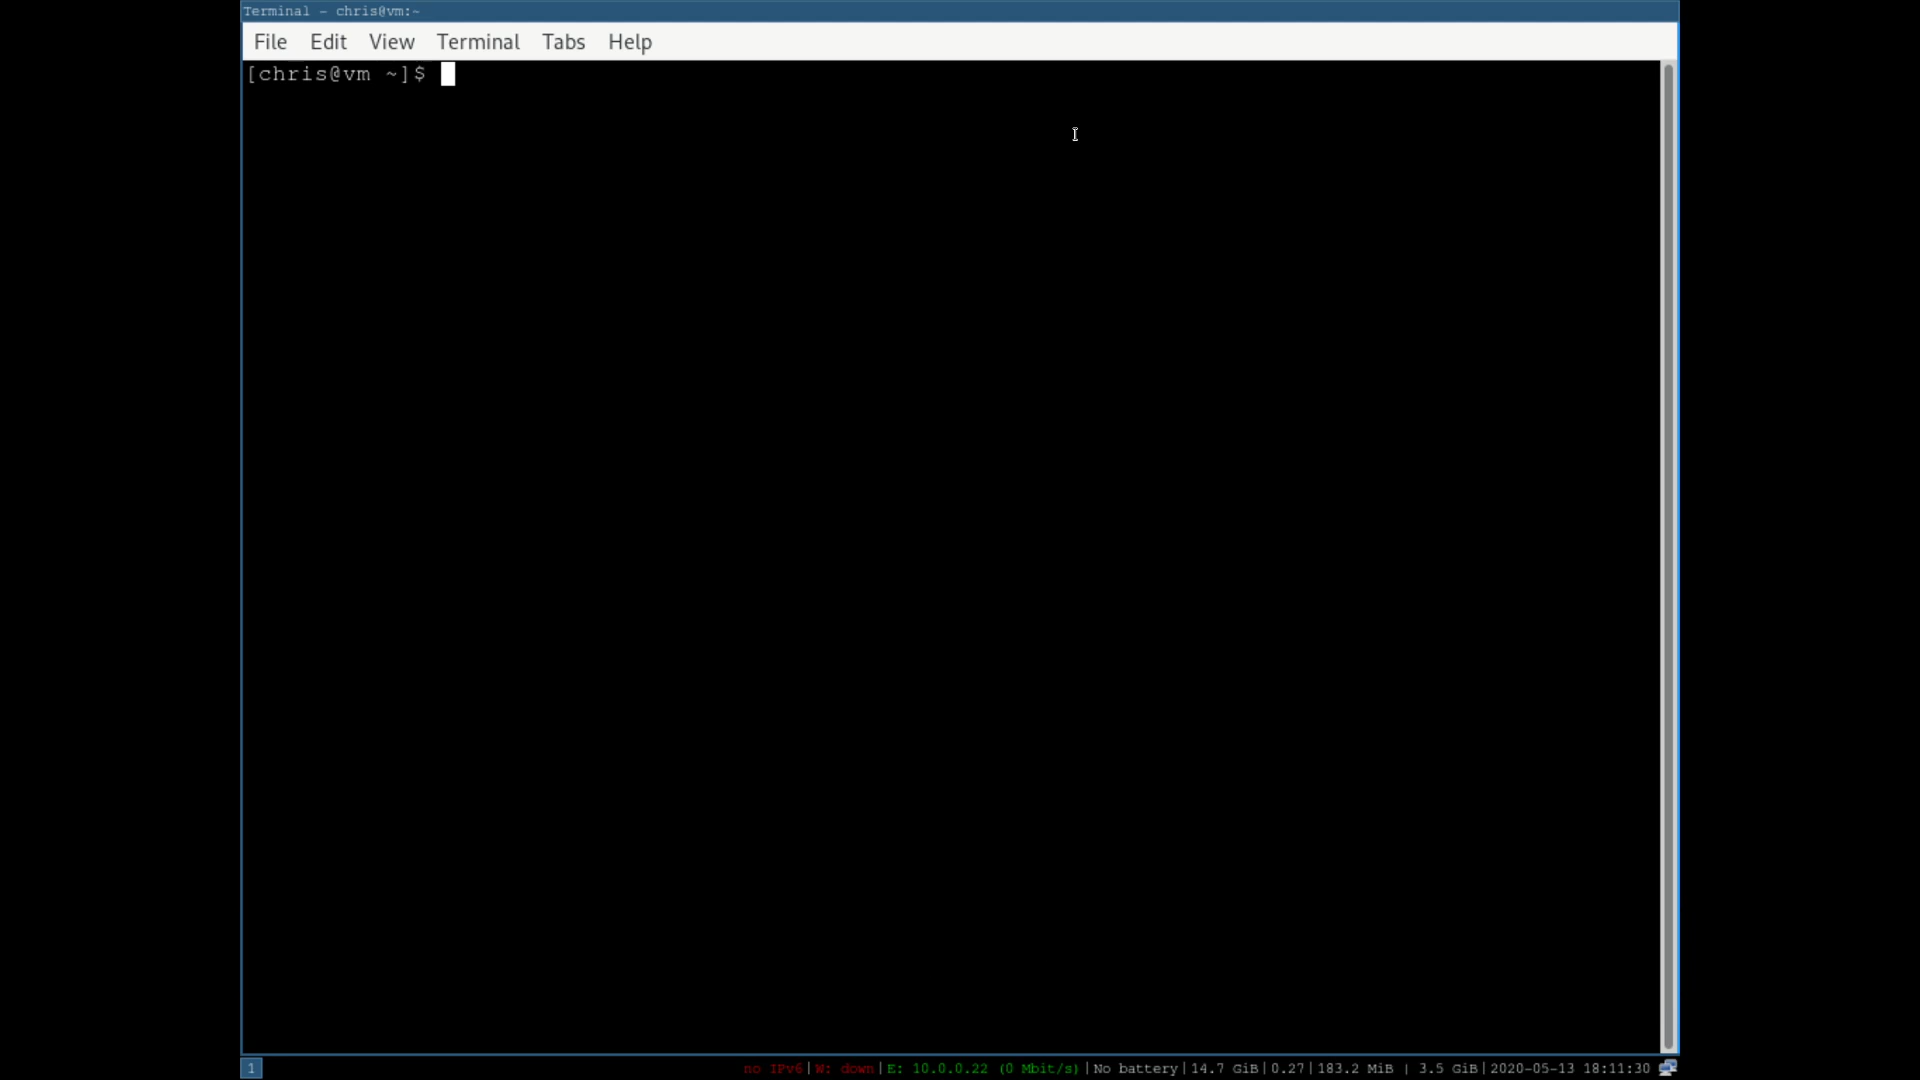 Terminal - chris@vm:~
File Edit View Terminal Tabs Help
[chris@vm ~]$
1 no IPv6|W: down|E: 10.0.0.22 (0 Mbit/s)|No battery|14.7 GiB|0.27|183.2 MiB | 3.5 GiB|2020-05-13 18:11:30